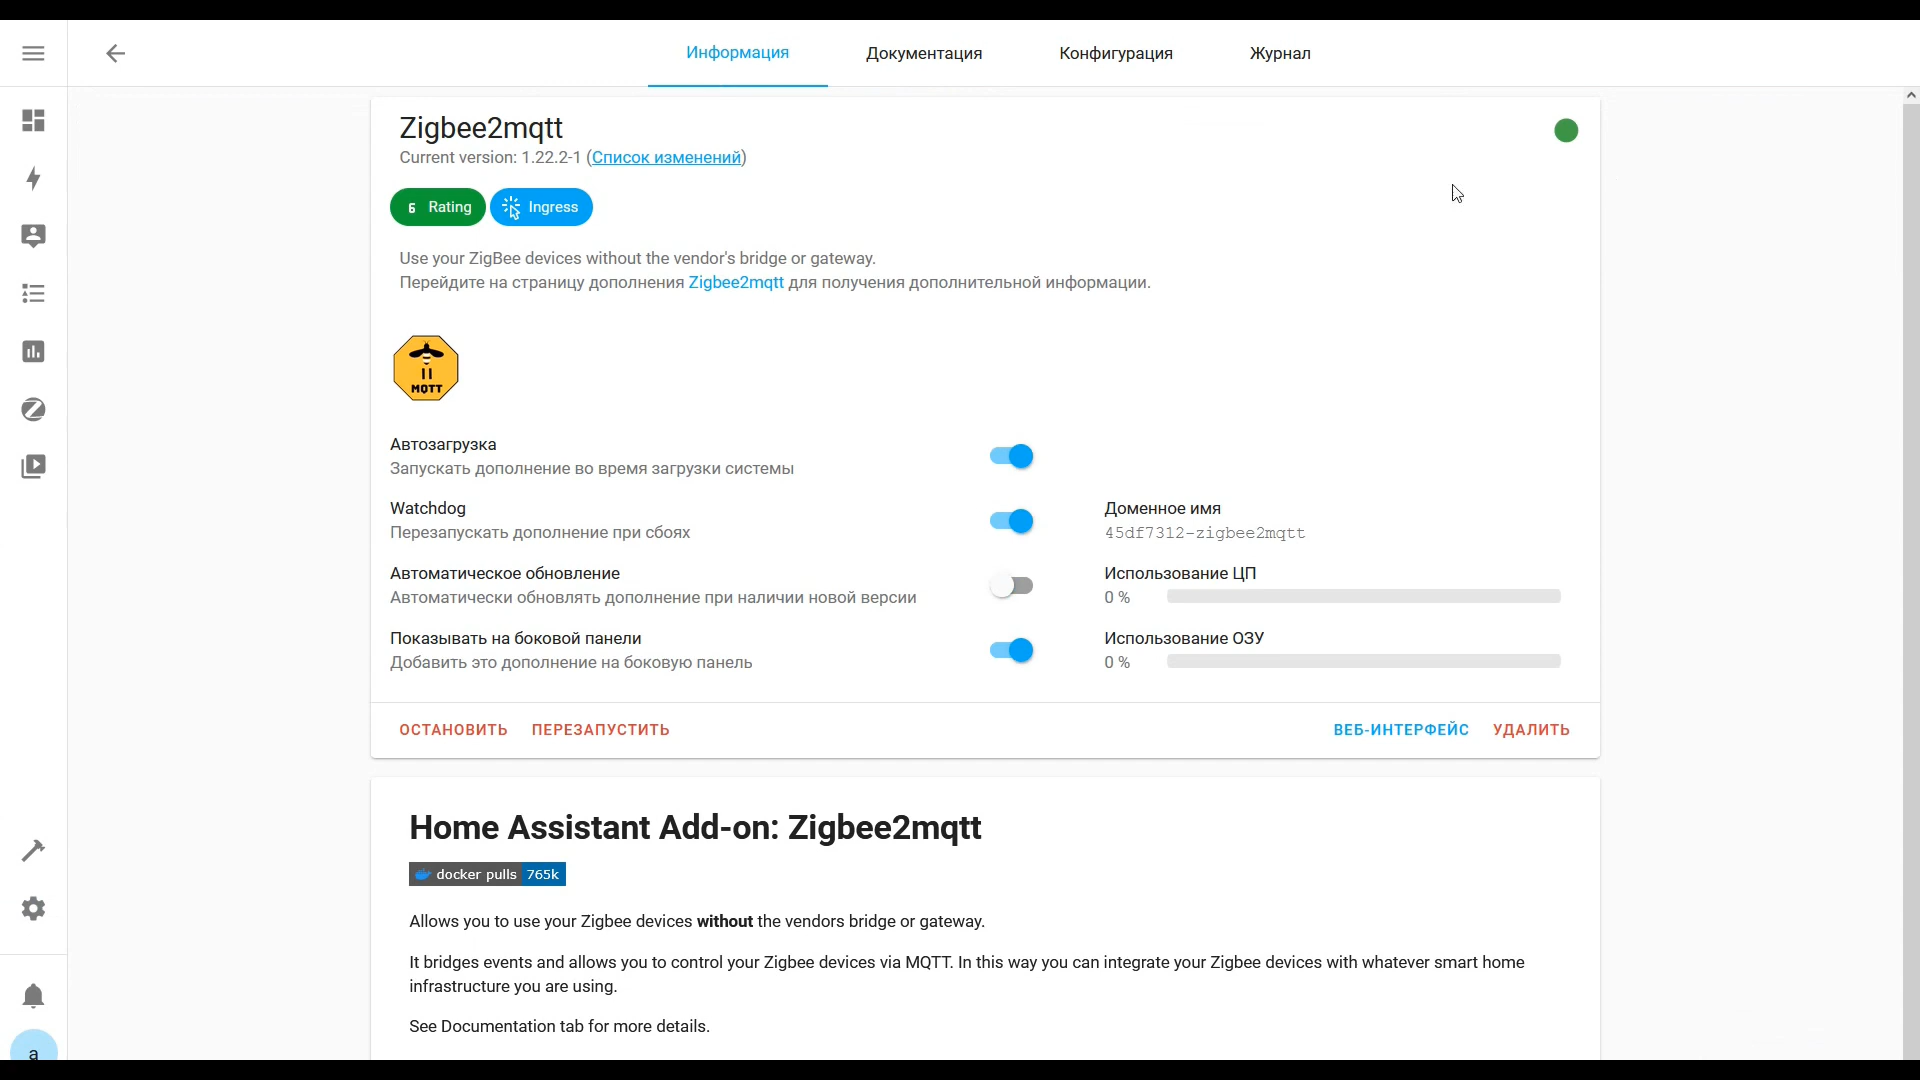 Информация
Документация
Конфигурация
Журнал
Zigbee2mqtt
Current version: 1.22.2-1 (Список изменений)
6 Rating
Ingress
Use your ZigBee devices without the vendor's bridge or gateway.
Перейдите на страницу дополнения Zigbee2mqtt для получения дополнительной информации.
MQTT
Автозагрузка
Запускать дополнение во время загрузки системы
Watchdog
Перезапускать дополнение при сбоях
Доменное имя
45df7312-zigbee2mqtt
Автоматическое обновление
Автоматически обновлять дополнение при наличии новой версии
Использование ЦП
0 %
Показывать на боковой панели
Добавить это дополнение на боковую панель
Использование ОЗУ
0 %
ОСТАНОВИТЬ
ПЕРЕЗАПУСТИТЬ
ВЕБ-ИНТЕРФЕЙС
УДАЛИТЬ
Home Assistant Add-on: Zigbee2mqtt
docker pulls 765k
Allows you to use your Zigbee devices without the vendors bridge or gateway.
It bridges events and allows you to control your Zigbee devices via MQTT. In this way you can integrate your Zigbee devices with whatever smart home
infrastructure you are using.
See Documentation tab for more details.
a